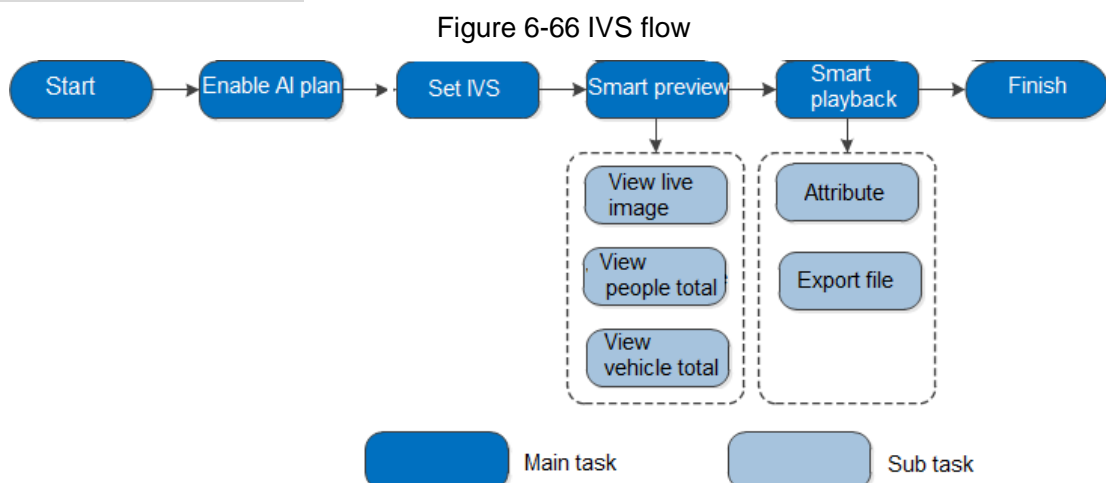 Figure 6-66 IVS flow
Start
Enable AI plan
Set IVS
Smart preview
Smart
playback
Finish
View live
image
View
people total
View
vehicle total
Attribute
Export file
Main task
Sub task